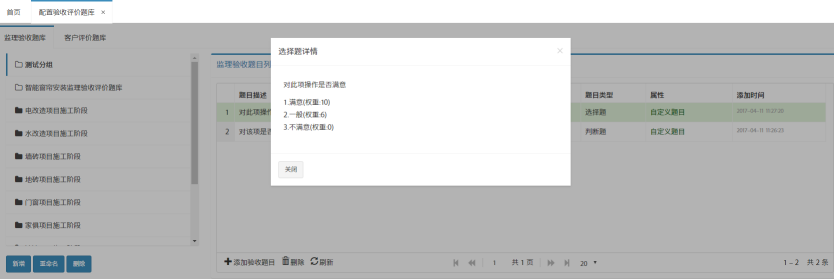 首页 配置验收评价题库 ×
监理验收题库 客户评价题库
测试分组
智能窗帘安装监理验收评价题库
电改造项目施工阶段
水改造项目施工阶段
墙砖项目施工阶段
地砖项目施工阶段
门窗项目施工阶段
家俱项目施工阶段
新增 重命名 删除
监理验收题目列
题目描述 题目类型 属性 添加时间
1 对此项操作 选择题 自定义题目 2017-04-11 11:27:20
2 对该项是否 判断题 自定义题目 2017-04-11 11:26:23
添加验收题目 删除 刷新
1 共 1 页 20
1 - 2 共 2 条
选择题详情 ×
对此项操作是否满意
1.满意(权重:10)
2.一般(权重:6)
3.不满意(权重:0)
关闭